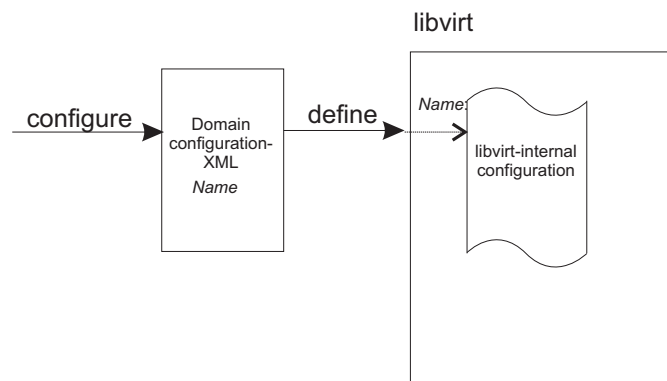 libvirt
configure
Domain
configuration-
XML
Name
define
Name:
libvirt-internal
configuration